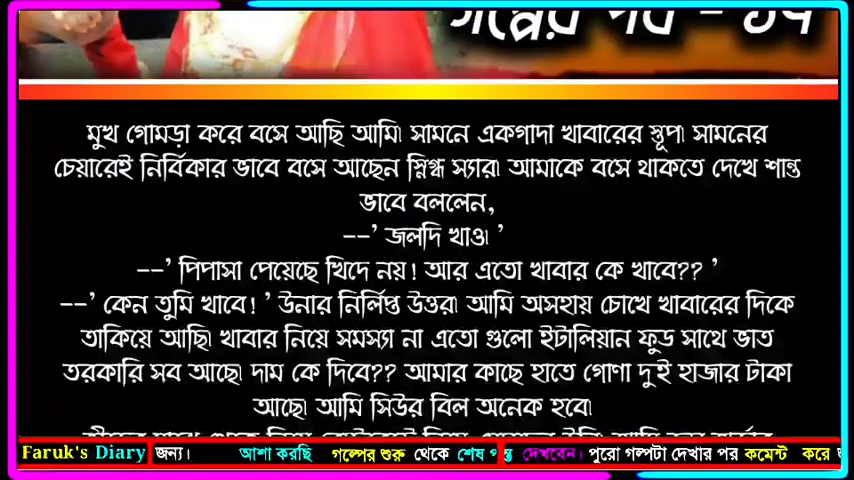 গল্পের পর্ব - ১৭
মুখ গোমড়া করে বসে আছি আমি। সামনে একগাদা খাবারের স্তূপ। সামনের
চেয়ারেই নির্বিকার ভাবে বসে আছেন স্নিগ্ধ স্যার। আমাকে বসে থাকতে দেখে শান্ত
ভাবে বললেন,
--' জলদি খাও। '
--' পিপাসা পেয়েছে খিদে নয়! আর এতো খাবার কে খাবে?? '
--' কেন তুমি খাবে! ' উনার নির্লিপ্ত উত্তর। আমি অসহায় চোখে খাবারের দিকে
তাকিয়ে আছি। খাবার নিয়ে সমস্যা না এতো গুলো ইটালিয়ান ফুড সাথে ভাত
তরকারি সব আছে। দাম কে দিবে?? আমার কাছে হাতে গোণা দুই হাজার টাকা
আছে। আমি সিউর বিল অনেক হবে।
Faruk's Diary জন্য। আশা করছি গল্পের শুরু থেকে শেষ দেখবেন। পুরো গল্পটা দেখার পর কমেন্ট করে